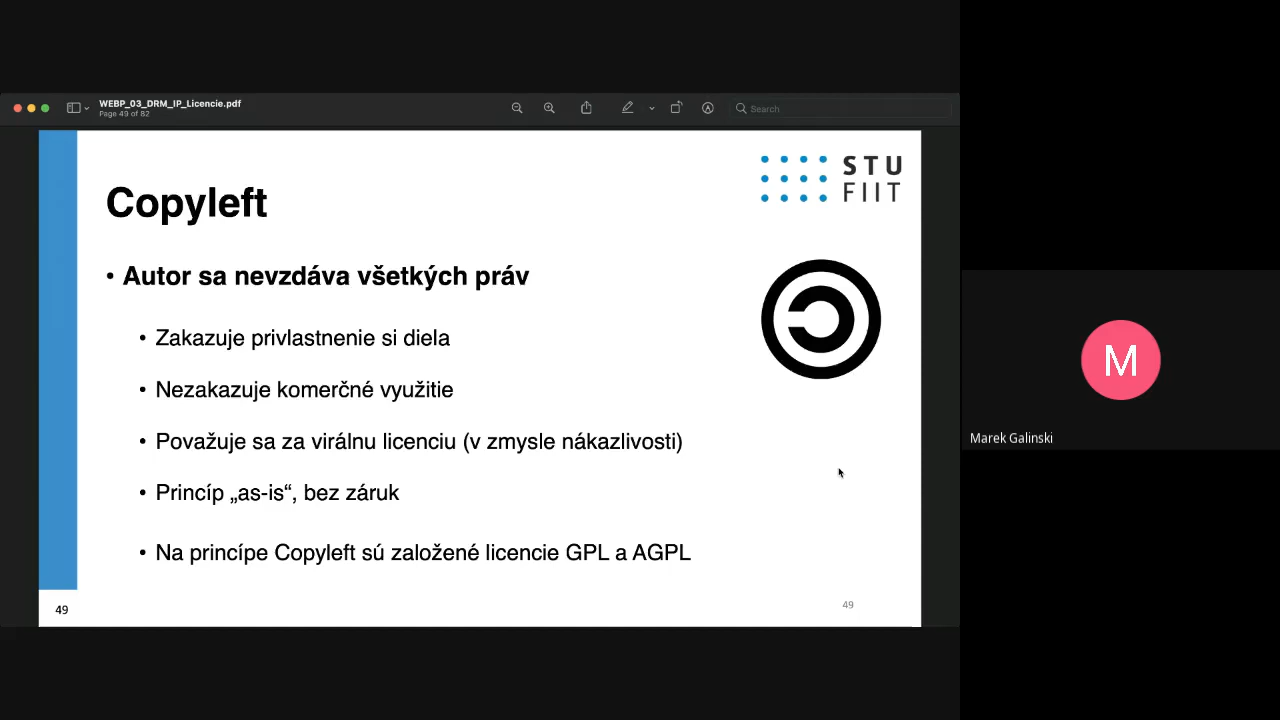 WEBP_03_DRM_IP_Licencie.pdf
Page 49 of 82
Search
STU
FIIT
Copyleft
• Autor sa nevzdáva všetkých práv
• Zakazuje privlastnenie si diela
• Nezakazuje komerčné využitie
• Považuje sa za virálnu licenciu (v zmysle nákazlivosti)
• Princíp „as-is“, bez záruk
• Na princípe Copyleft sú založené licencie GPL a AGPL
49
49
M
Marek Galinski